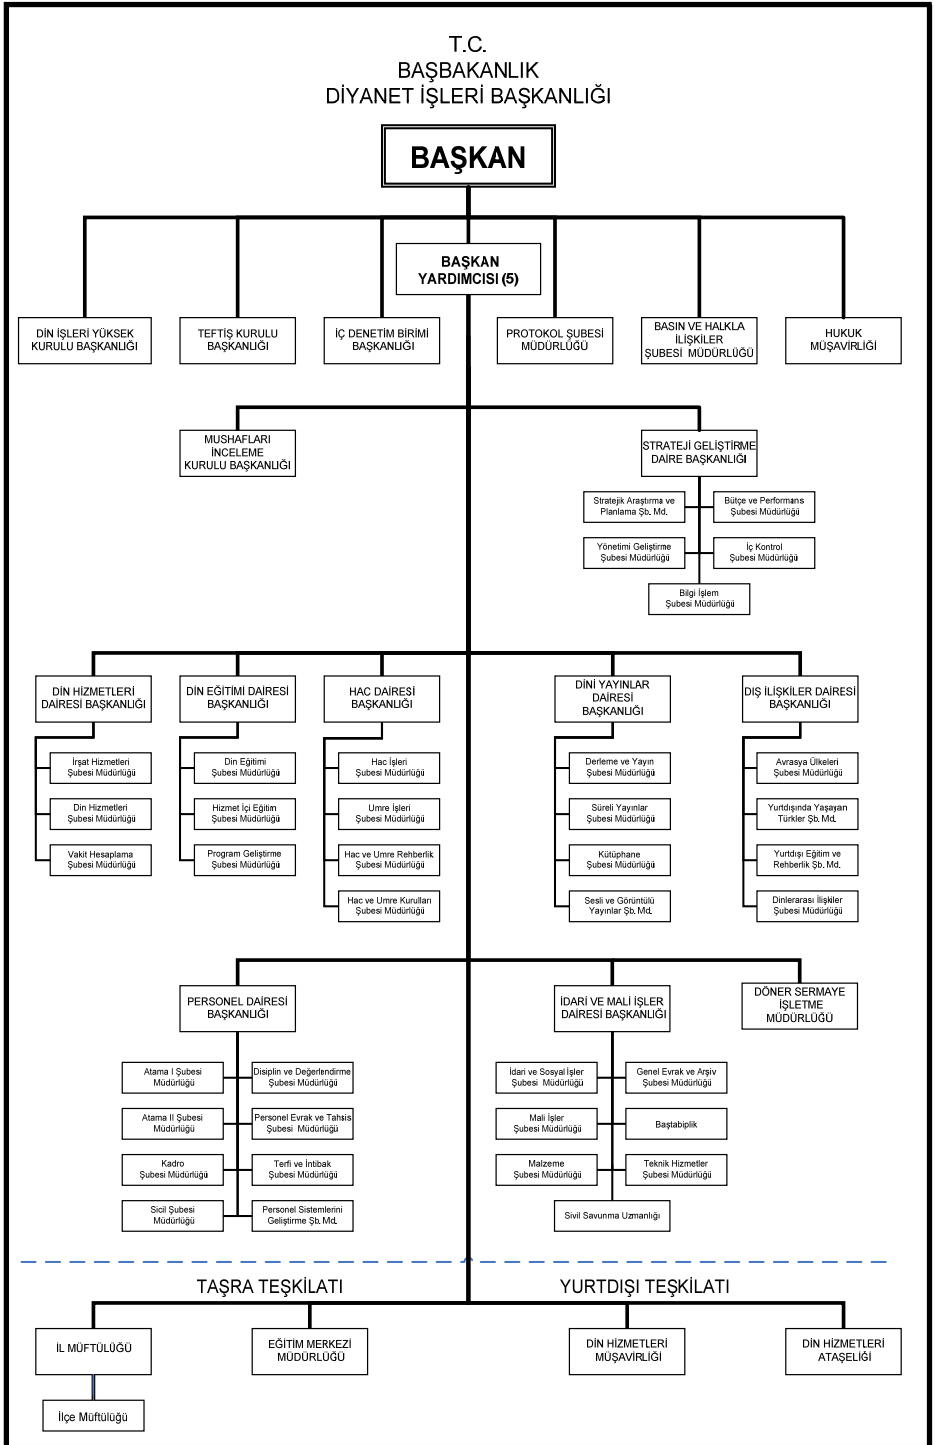 T.C.
BAŞBAKANLIK
DİYANET İŞLERİ BAŞKANLIĞI
BAŞKAN
BAŞKAN
YARDIMCISI (5)
DİN İŞLERİ YÜKSEK
KURULU BAŞKANLIĞI
TEFTİŞ KURULU
BAŞKANLIĞI
İÇ DENETİM BİRİMİ
BAŞKANLIĞI
PROTOKOL ŞUBESİ
MÜDÜRLÜĞÜ
BASIN VE HALKLA
İLİŞKİLER
ŞUBESİ MÜDÜRLÜĞÜ
HUKUK
MÜŞAVİRLİĞİ
MUSHAFLARI
İNCELEME
KURULU BAŞKANLIĞI
STRATEJİ GELİŞTİRME
DAİRE BAŞKANLIĞI
Stratejik Araştırma ve
Planlama Şb. Md.
Bütçe ve Performans
Şubesi Müdürlüğü
Yönetimi Geliştirme
Şubesi Müdürlüğü
İç Kontrol
Şubesi Müdürlüğü
Bilgi İşlem
Şubesi Müdürlüğü
DİN HİZMETLERİ
DAİRESİ BAŞKANLIĞI
İrşat Hizmetleri
Şubesi Müdürlüğü
Din Hizmetleri
Şubesi Müdürlüğü
Vakit Hesaplama
Şubesi Müdürlüğü
DİN EĞİTİMİ DAİRESİ
BAŞKANLIĞI
Din Eğitimi
Şubesi Müdürlüğü
Hizmet İçi Eğitim
Şubesi Müdürlüğü
Program Geliştirme
Şubesi Müdürlüğü
HAC DAİRESİ
BAŞKANLIĞI
Hac İşleri
Şubesi Müdürlüğü
Umre İşleri
Şubesi Müdürlüğü
Hac ve Umre Rehberlik
Şubesi Müdürlüğü
Hac ve Umre Kurulları
Şubesi Müdürlüğü
DİNİ YAYINLAR
DAİRESİ
BAŞKANLIĞI
Derleme ve Yayın
Şubesi Müdürlüğü
Süreli Yayınlar
Şubesi Müdürlüğü
Kütüphane
Şubesi Müdürlüğü
Sesli ve Görüntülü
Yayınlar Şb. Md.
DIŞ İLİŞKİLER DAİRESİ
BAŞKANLIĞI
Avrasya Ülkeleri
Şubesi Müdürlüğü
Yurtdışında Yaşayan
Türkler Şb. Md.
Yurtdışı Eğitim ve
Rehberlik Şb. Md.
Dinlerarası İlişkiler
Şubesi Müdürlüğü
PERSONEL DAİRESİ
BAŞKANLIĞI
Atama I Şubesi
Müdürlüğü
Disiplin ve Değerlendirme
Şubesi Müdürlüğü
Atama II Şubesi
Müdürlüğü
Personel Evrak ve Tahsis
Şubesi Müdürlüğü
Kadro
Şubesi Müdürlüğü
Terfi ve İntibak
Şubesi Müdürlüğü
Sicil Şubesi
Müdürlüğü
Personel Sistemlerini
Geliştirme Şb. Md.
İDARİ VE MALİ İŞLER
DAİRESİ BAŞKANLIĞI
İdari ve Sosyal İşler
Şubesi Müdürlüğü
Genel Evrak ve Arşiv
Şubesi Müdürlüğü
Mali İşler
Şubesi Müdürlüğü
Baştabiplik
Malzeme
Şubesi Müdürlüğü
Teknik Hizmetler
Şubesi Müdürlüğü
Sivil Savunma Uzmanlığı
DÖNER SERMAYE
İŞLETME
MÜDÜRLÜĞÜ
TAŞRA TEŞKİLATI
YURTDIŞI TEŞKİLATI
İL MÜFTÜLÜĞÜ
EĞİTİM MERKEZİ
MÜDÜRLÜĞÜ
DİN HİZMETLERİ
MÜŞAVİRLİĞİ
DİN HİZMETLERİ
ATAŞELİĞİ
İlçe Müftülüğü